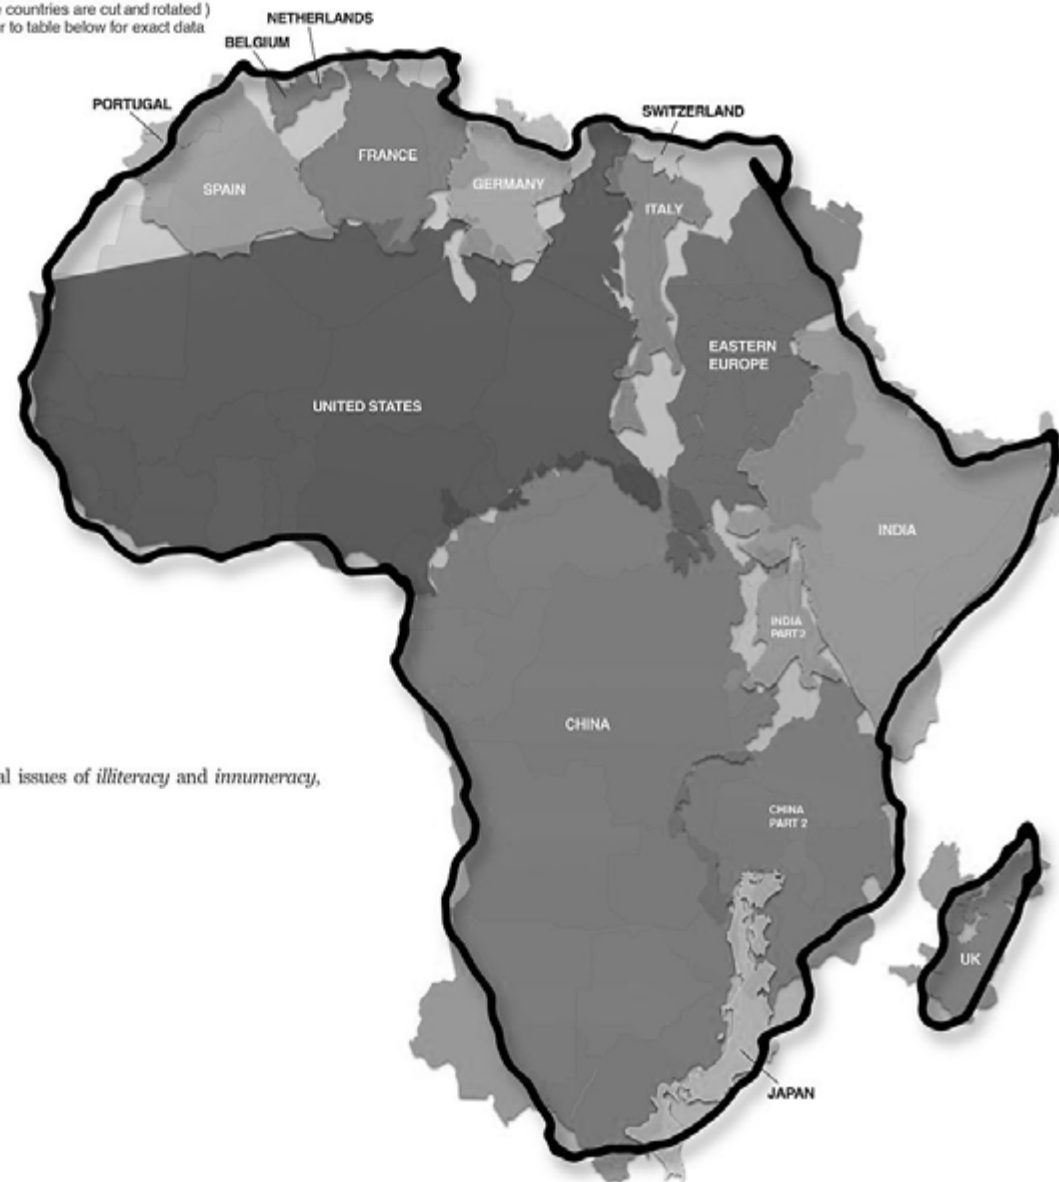 countries are cut and rotated )
to table below for exact data
NETHERLANDS
BELGIUM
PORTUGAL
SWITZERLAND
FRANCE
SPAIN
GERMANY
ITALY
EASTERN
EUROPE
UNITED STATES
INDIA
INDIA
PART 2
CHINA
issues of illiteracy and innumeracy,
CHINA
PART 2
UK
JAPAN